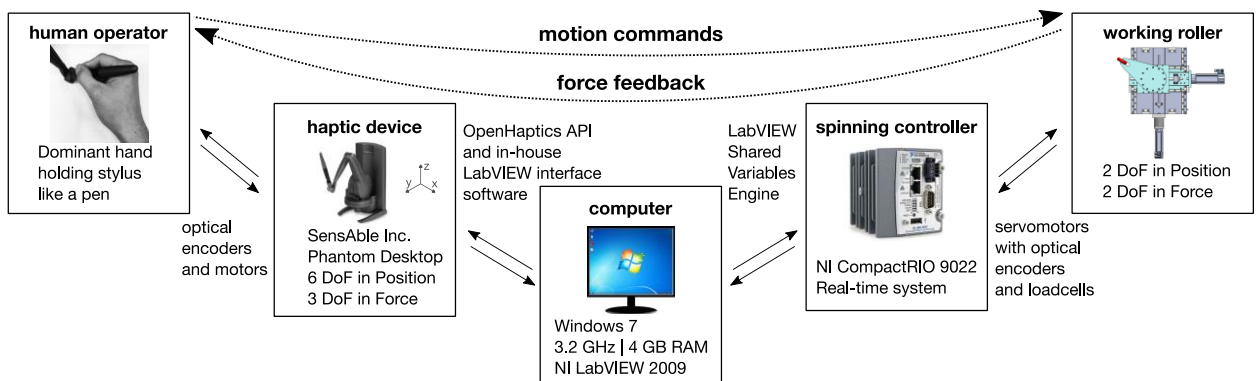 human operator
Dominant hand
holding stylus
like a pen
motion commands
force feedback
optical
encoders
and motors
haptic device
z
y
x
SensAble Inc.
Phantom Desktop
6 DoF in Position
3 DoF in Force
OpenHaptics API
and in-house
LabVIEW interface
software
computer
Windows 7
3.2 GHz | 4 GB RAM
NI LabVIEW 2009
LabVIEW
Shared
Variables
Engine
spinning controller
NI CompactRIO 9022
Real-time system
servomotors
with optical
encoders
and loadcells
working roller
2 DoF in Position
2 DoF in Force